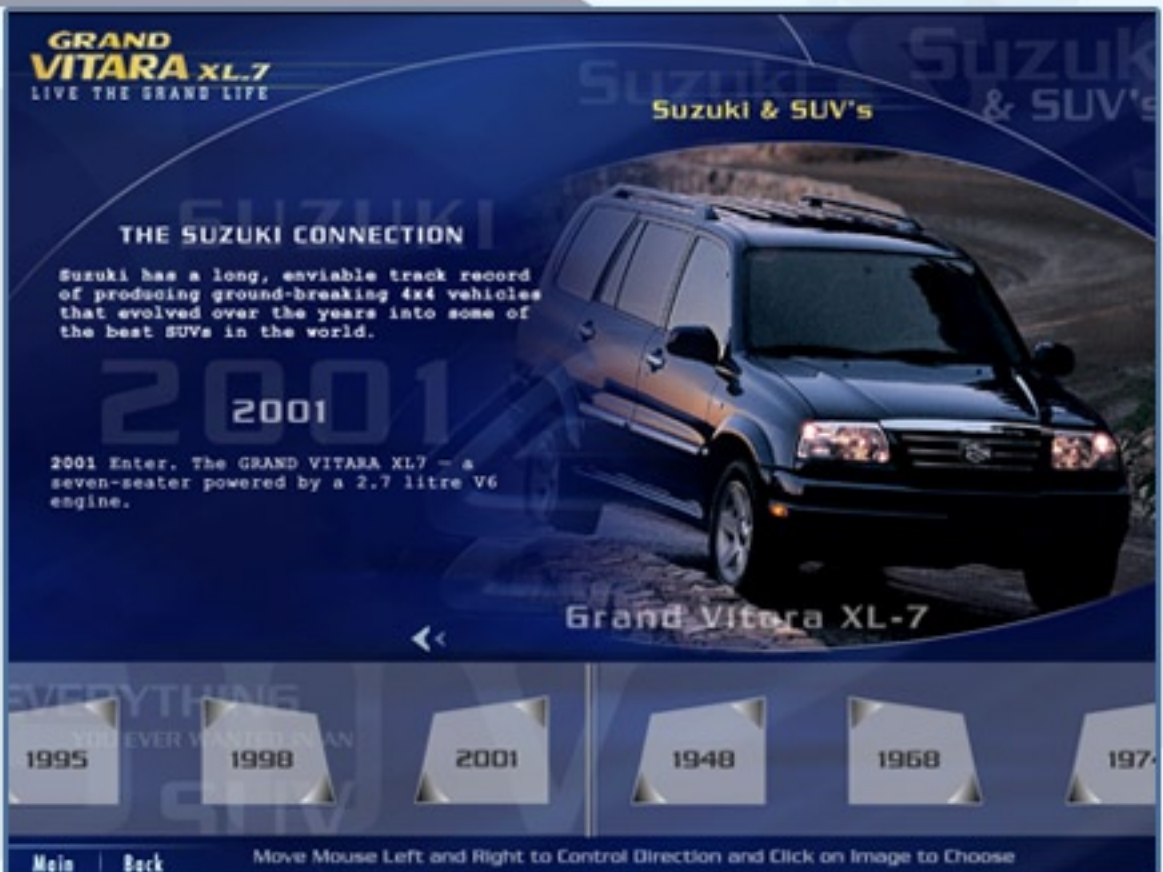 GRAND
VITARA XL.7
LIVE THE GRAND LIFE
Suzuki
Suzuk
& SUV's
Suzuki & SUV's
SUZUKI
THE SUZUKI CONNECTION
Suzuki has a long, enviable track record
of producing ground-breaking 4x4 vehicles
that evolved over the years into some of
the best SUVs in the world.
2001
2001
2001 Enter. The GRAND VITARA XL7 – a
seven-seater powered by a 2.7 litre V6
engine.
Grand Vitara XL-7
EVERYTHING
YOU EVER WANTED IN AN
SUV
1995
1998
2001
1948
1968
197
Main | Back
Move Mouse Left and Right to Control Direction and Click on Image to Choose